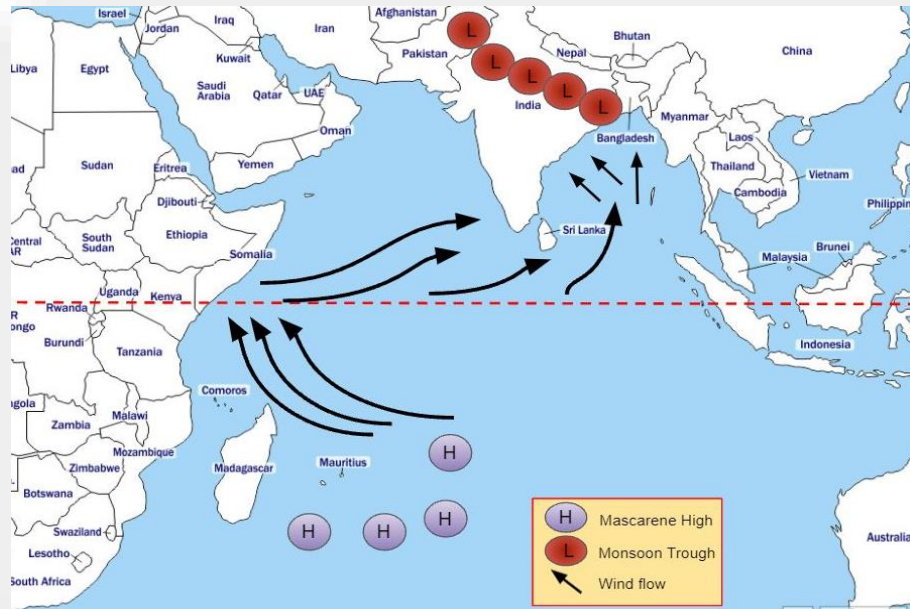 Afghanistan
Israel
Iraq
Iran
Jordan
Kuwait
Pakistan
L
Nepal
Bhutan
China
Libya
Egypt
Saudi
Arabia
Qatar
UAE
L
L
L
L
India
Oman
Bangladesh
Myanmar
Laos
Sudan
Eritrea
Yemen
Thailand
Vietnam
Djibouti
Cambodia
Ethiopia
Somalia
Sri Lanka
South
Sudan
Central
AR
Brunei
Malaysia
Uganda
Kenya
Rwanda
Burundi
Indonesia
Tanzania
Comoros
Zambia
Malawi
Mozambique
Zimbabwe
Madagascar
Mauritius
H
Botswana
H
H
H
Swaziland
Lesotho
South Africa
Australia
H Mascarene High
L Monsoon Trough
Wind flow